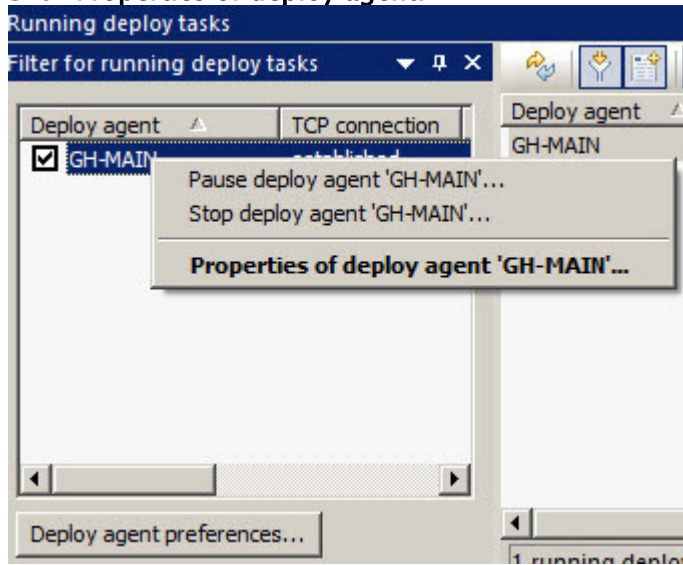 Running deploy tasks
Filter for running deploy tasks
Deploy agent TCP connection
GH-MAIN established
Pause deploy agent 'GH-MAIN'...
Stop deploy agent 'GH-MAIN'...
Properties of deploy agent 'GH-MAIN'...
Deploy agent preferences...
Deploy agent
GH-MAIN
1 running deploy